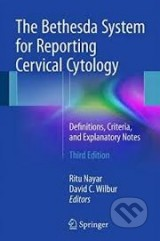 The Bethesda System
for Reporting
Cervical Cytology
Definitions, Criteria,
and Explanatory Notes
Third Edition
Ritu Nayar
David C. Wilbur
Editors
Springer
martinus